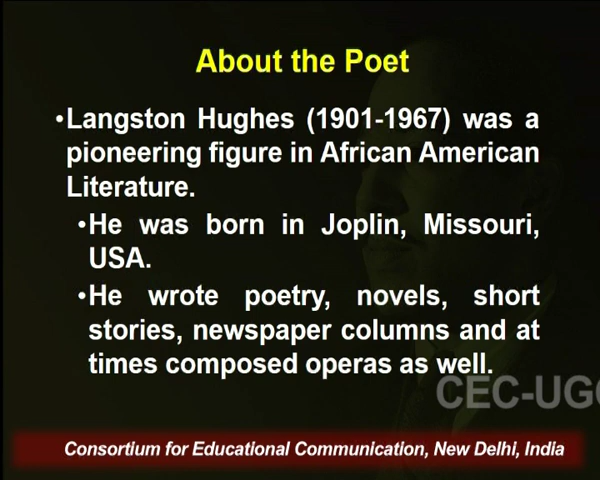 About the Poet
•Langston Hughes (1901-1967) was a
pioneering figure in African American
Literature.
•He was born in Joplin, Missouri,
USA.
•He wrote poetry, novels, short
stories, newspaper columns and at
times composed operas as well.
CEC-UGC
Consortium for Educational Communication, New Delhi, India